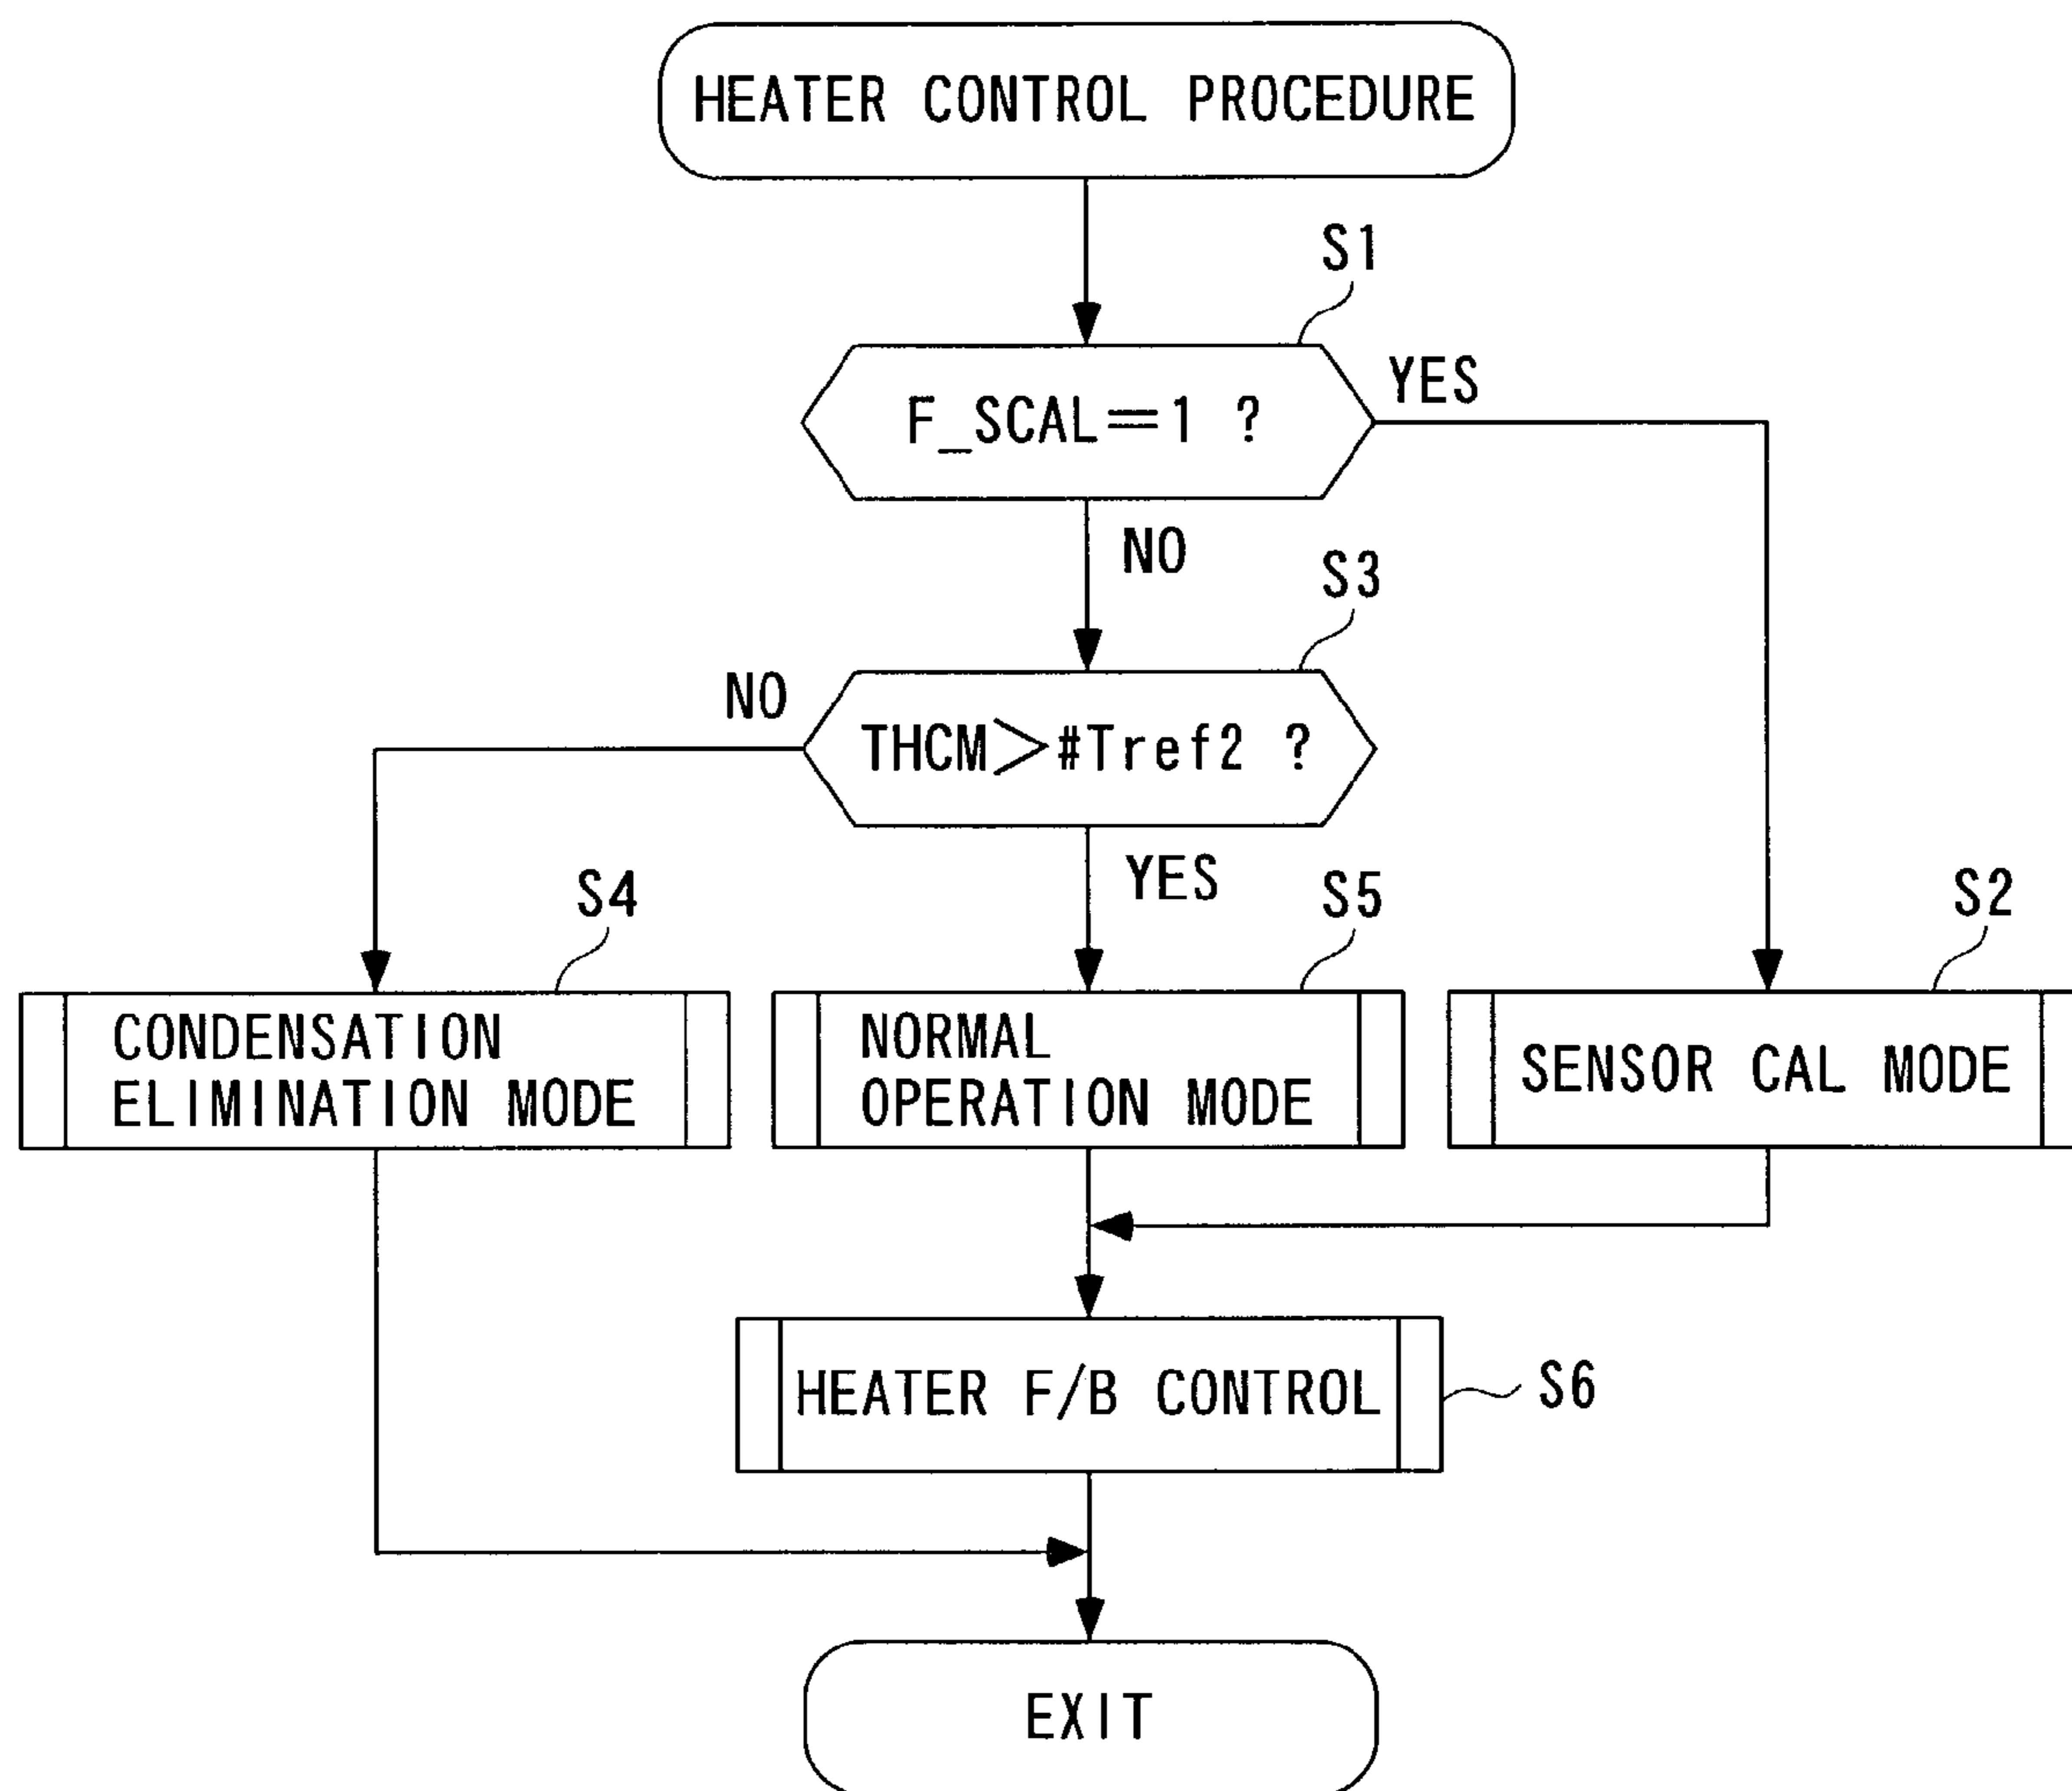 HEATER CONTROL PROCEDURE
S1
F_SCAL=1 ?
YES
NO
S3
THCM>#Tref2 ?
NO
YES
S4
CONDENSATION
ELIMINATION MODE
S5
NORMAL
OPERATION MODE
S2
SENSOR CAL MODE
HEATER F/B CONTROL
S6
EXIT